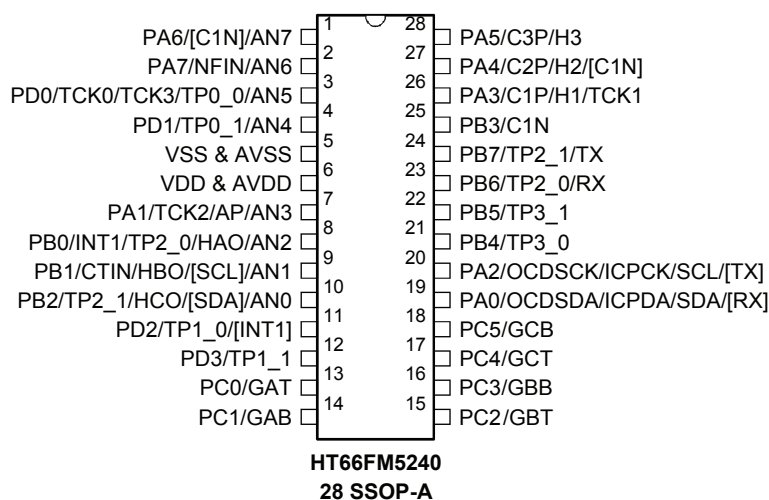 1 28
PA6/[C1N]/AN7 PA5/C3P/H3
2 27
PA7/NFIN/AN6 PA4/C2P/H2/[C1N]
3 26
PD0/TCK0/TCK3/TP0_0/AN5 PA3/C1P/H1/TCK1
4 25
PD1/TP0_1/AN4 PB3/C1N
5 24
VSS & AVSS PB7/TP2_1/TX
6 23
VDD & AVDD PB6/TP2_0/RX
7 22
PA1/TCK2/AP/AN3 PB5/TP3_1
8 21
PB0/INT1/TP2_0/HAO/AN2 PB4/TP3_0
9 20
PB1/CTIN/HBO/[SCL]/AN1 PA2/OCDSCK/ICPCK/SCL/[TX]
10 19
PB2/TP2_1/HCO/[SDA]/AN0 PA0/OCDSDA/ICPDA/SDA/[RX]
11 18
PD2/TP1_0/[INT1] PC5/GCB
12 17
PD3/TP1_1 PC4/GCT
13 16
PC0/GAT PC3/GBB
14 15
PC1/GAB PC2/GBT
HT66FM5240
28 SSOP-A